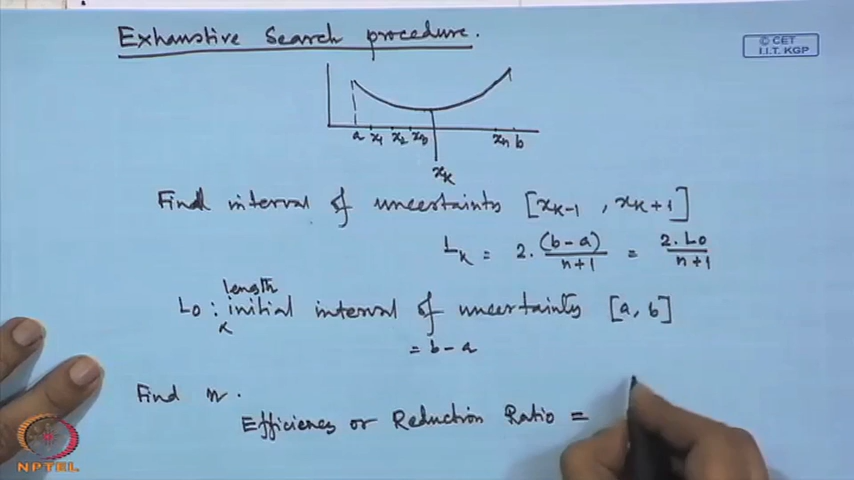 Exhaustive Search procedure.
© CET
I.I.T. KGP
a x1 x2 x3 xn b
xK
Find interval of uncertainty [xK-1 , xK+1]
LK = 2. (b-a)/n+1 = 2. L0/n+1
length
L0 : initial interval of uncertainty [a, b]
= b-a
Find n.
Efficiency or Reduction Ratio =
NPTEL